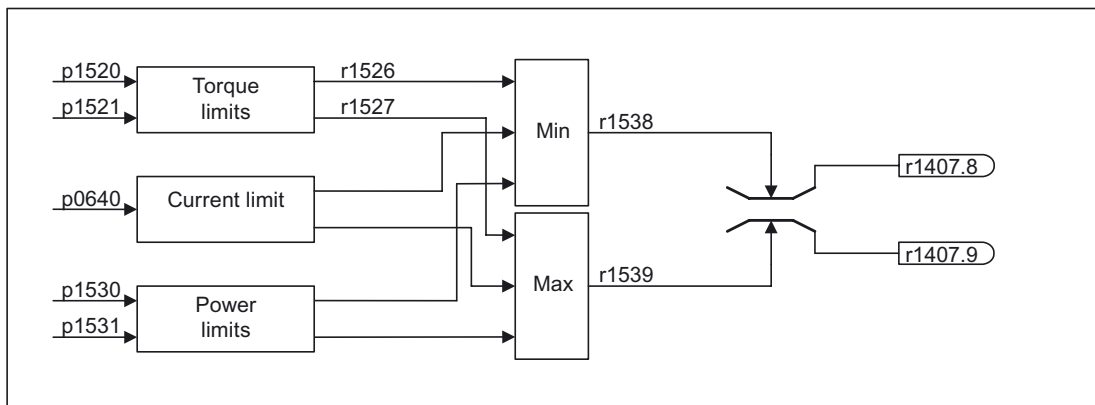 p1520
p1521
Torque
limits
r1526
r1527
Min
r1538
r1407.8
p0640
Current limit
r1407.9
p1530
p1531
Power
limits
Max
r1539